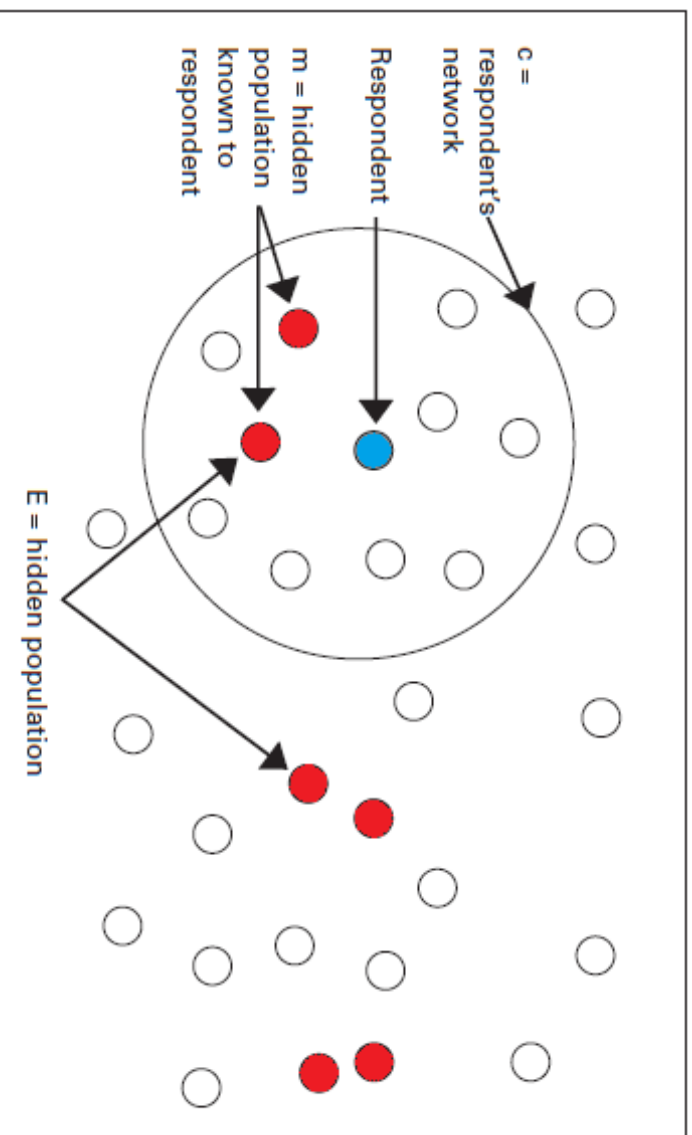 c =
respondent's
network
Respondent
m = hidden
population
known to
respondent
E = hidden population